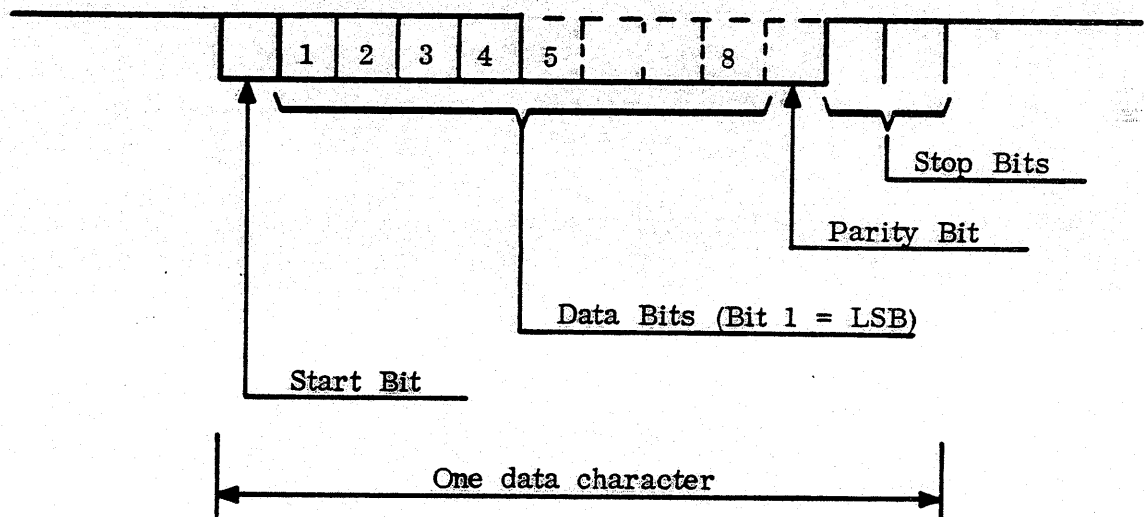 1 2 3 4 5 8
Stop Bits
Parity Bit
Data Bits (Bit 1 = LSB)
Start Bit
One data character